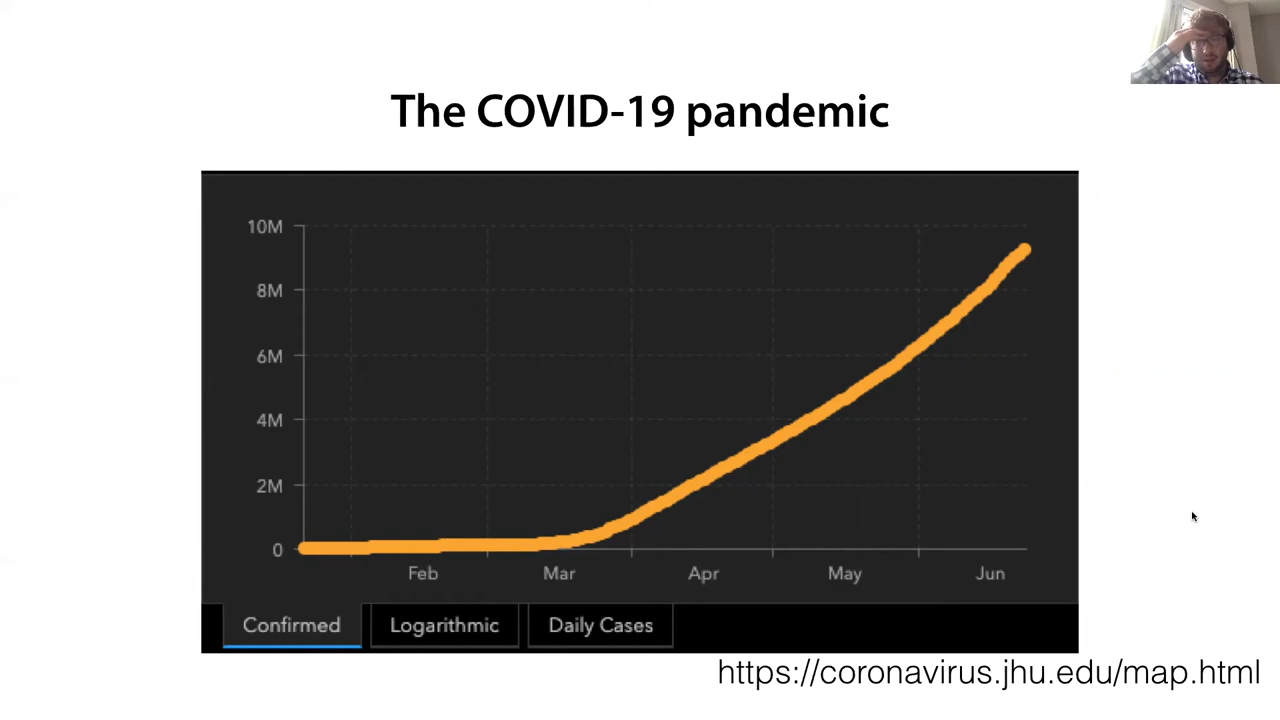 The COVID-19 pandemic
10M
8M
6M
4M
2M
0
Feb Mar Apr May Jun
Confirmed Logarithmic Daily Cases
https://coronavirus.jhu.edu/map.html